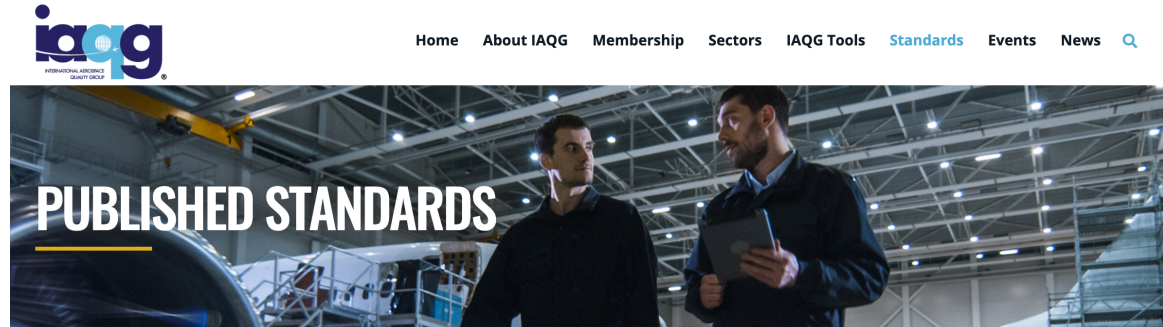 iaqg
INTERNATIONAL AEROSPACE
QUALITY GROUP
®
Home About IAQG Membership Sectors IAQG Tools Standards Events News
PUBLISHED STANDARDS